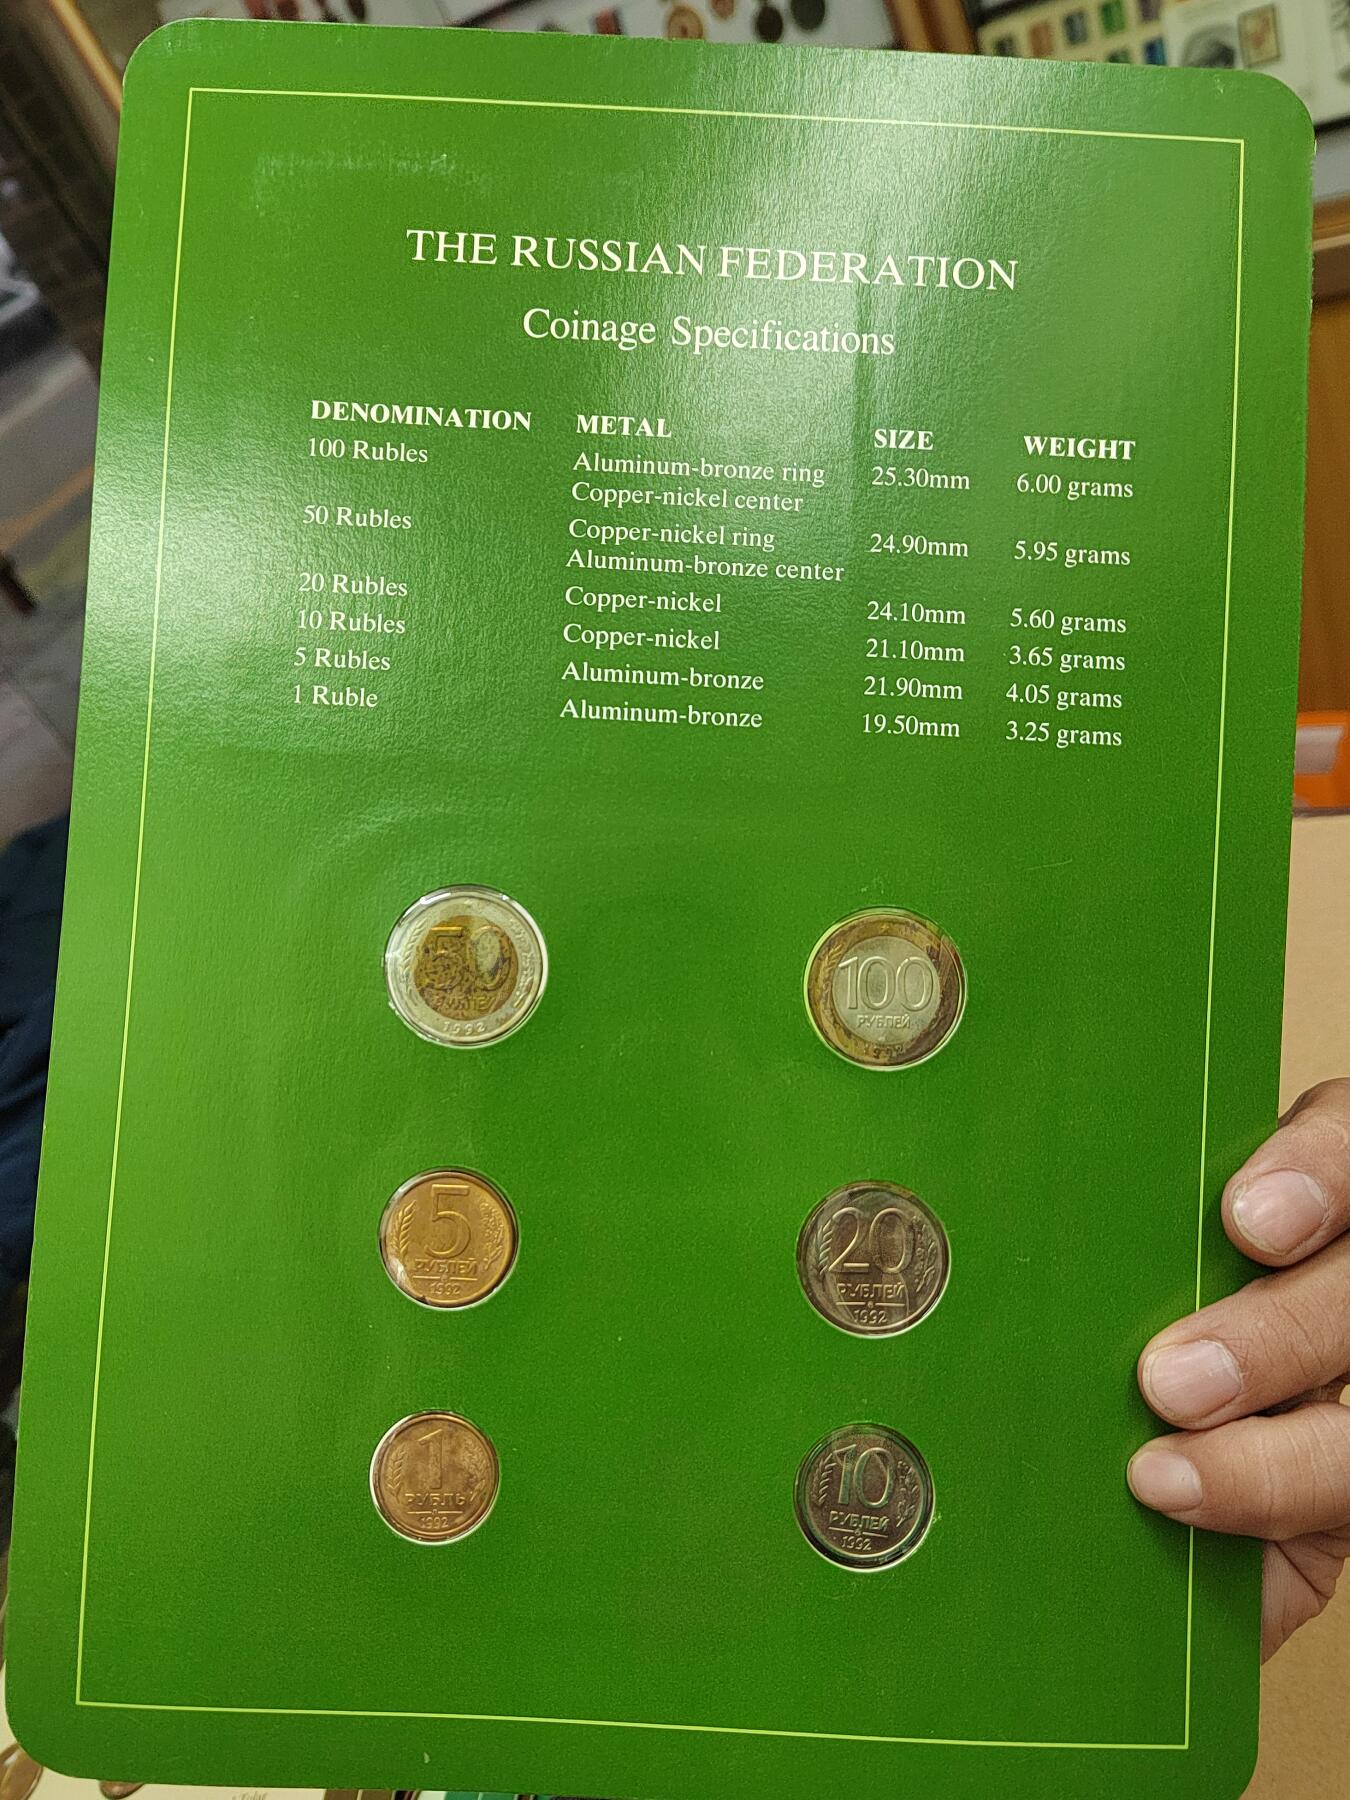 THE RUSSIAN FEDERATION
Coinage Specifications
DENOMINATION METAL SIZE WEIGHT
100 Rubles Aluminum-bronze ring 25.30mm 6.00 grams
Copper-nickel center
50 Rubles Copper-nickel ring 24.90mm 5.95 grams
Aluminum-bronze center
20 Rubles Copper-nickel 24.10mm 5.60 grams
10 Rubles Copper-nickel 21.10mm 3.65 grams
5 Rubles Aluminum-bronze 21.90mm 4.05 grams
1 Ruble Aluminum-bronze 19.50mm 3.25 grams
50
РУБЛЕЙ
1992
100
РУБЛЕЙ
1992
5
РУБЛЕЙ
1992
20
РУБЛЕЙ
1992
1
РУБЛЬ
1992
10
РУБЛЕЙ
1992